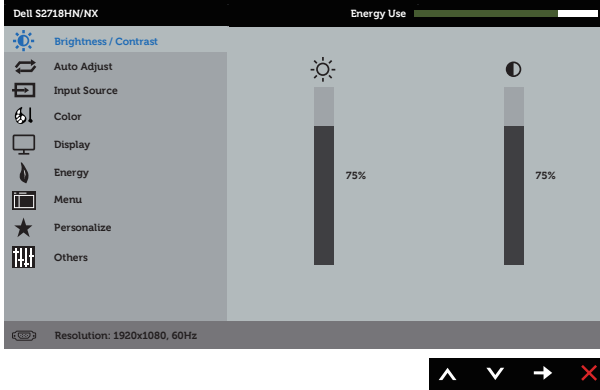 Dell S2718HN/NX
Energy Use
Brightness / Contrast
Auto Adjust
Input Source
Color
Display
Energy
Menu
Personalize
Others
75%
75%
Resolution: 1920x1080, 60Hz